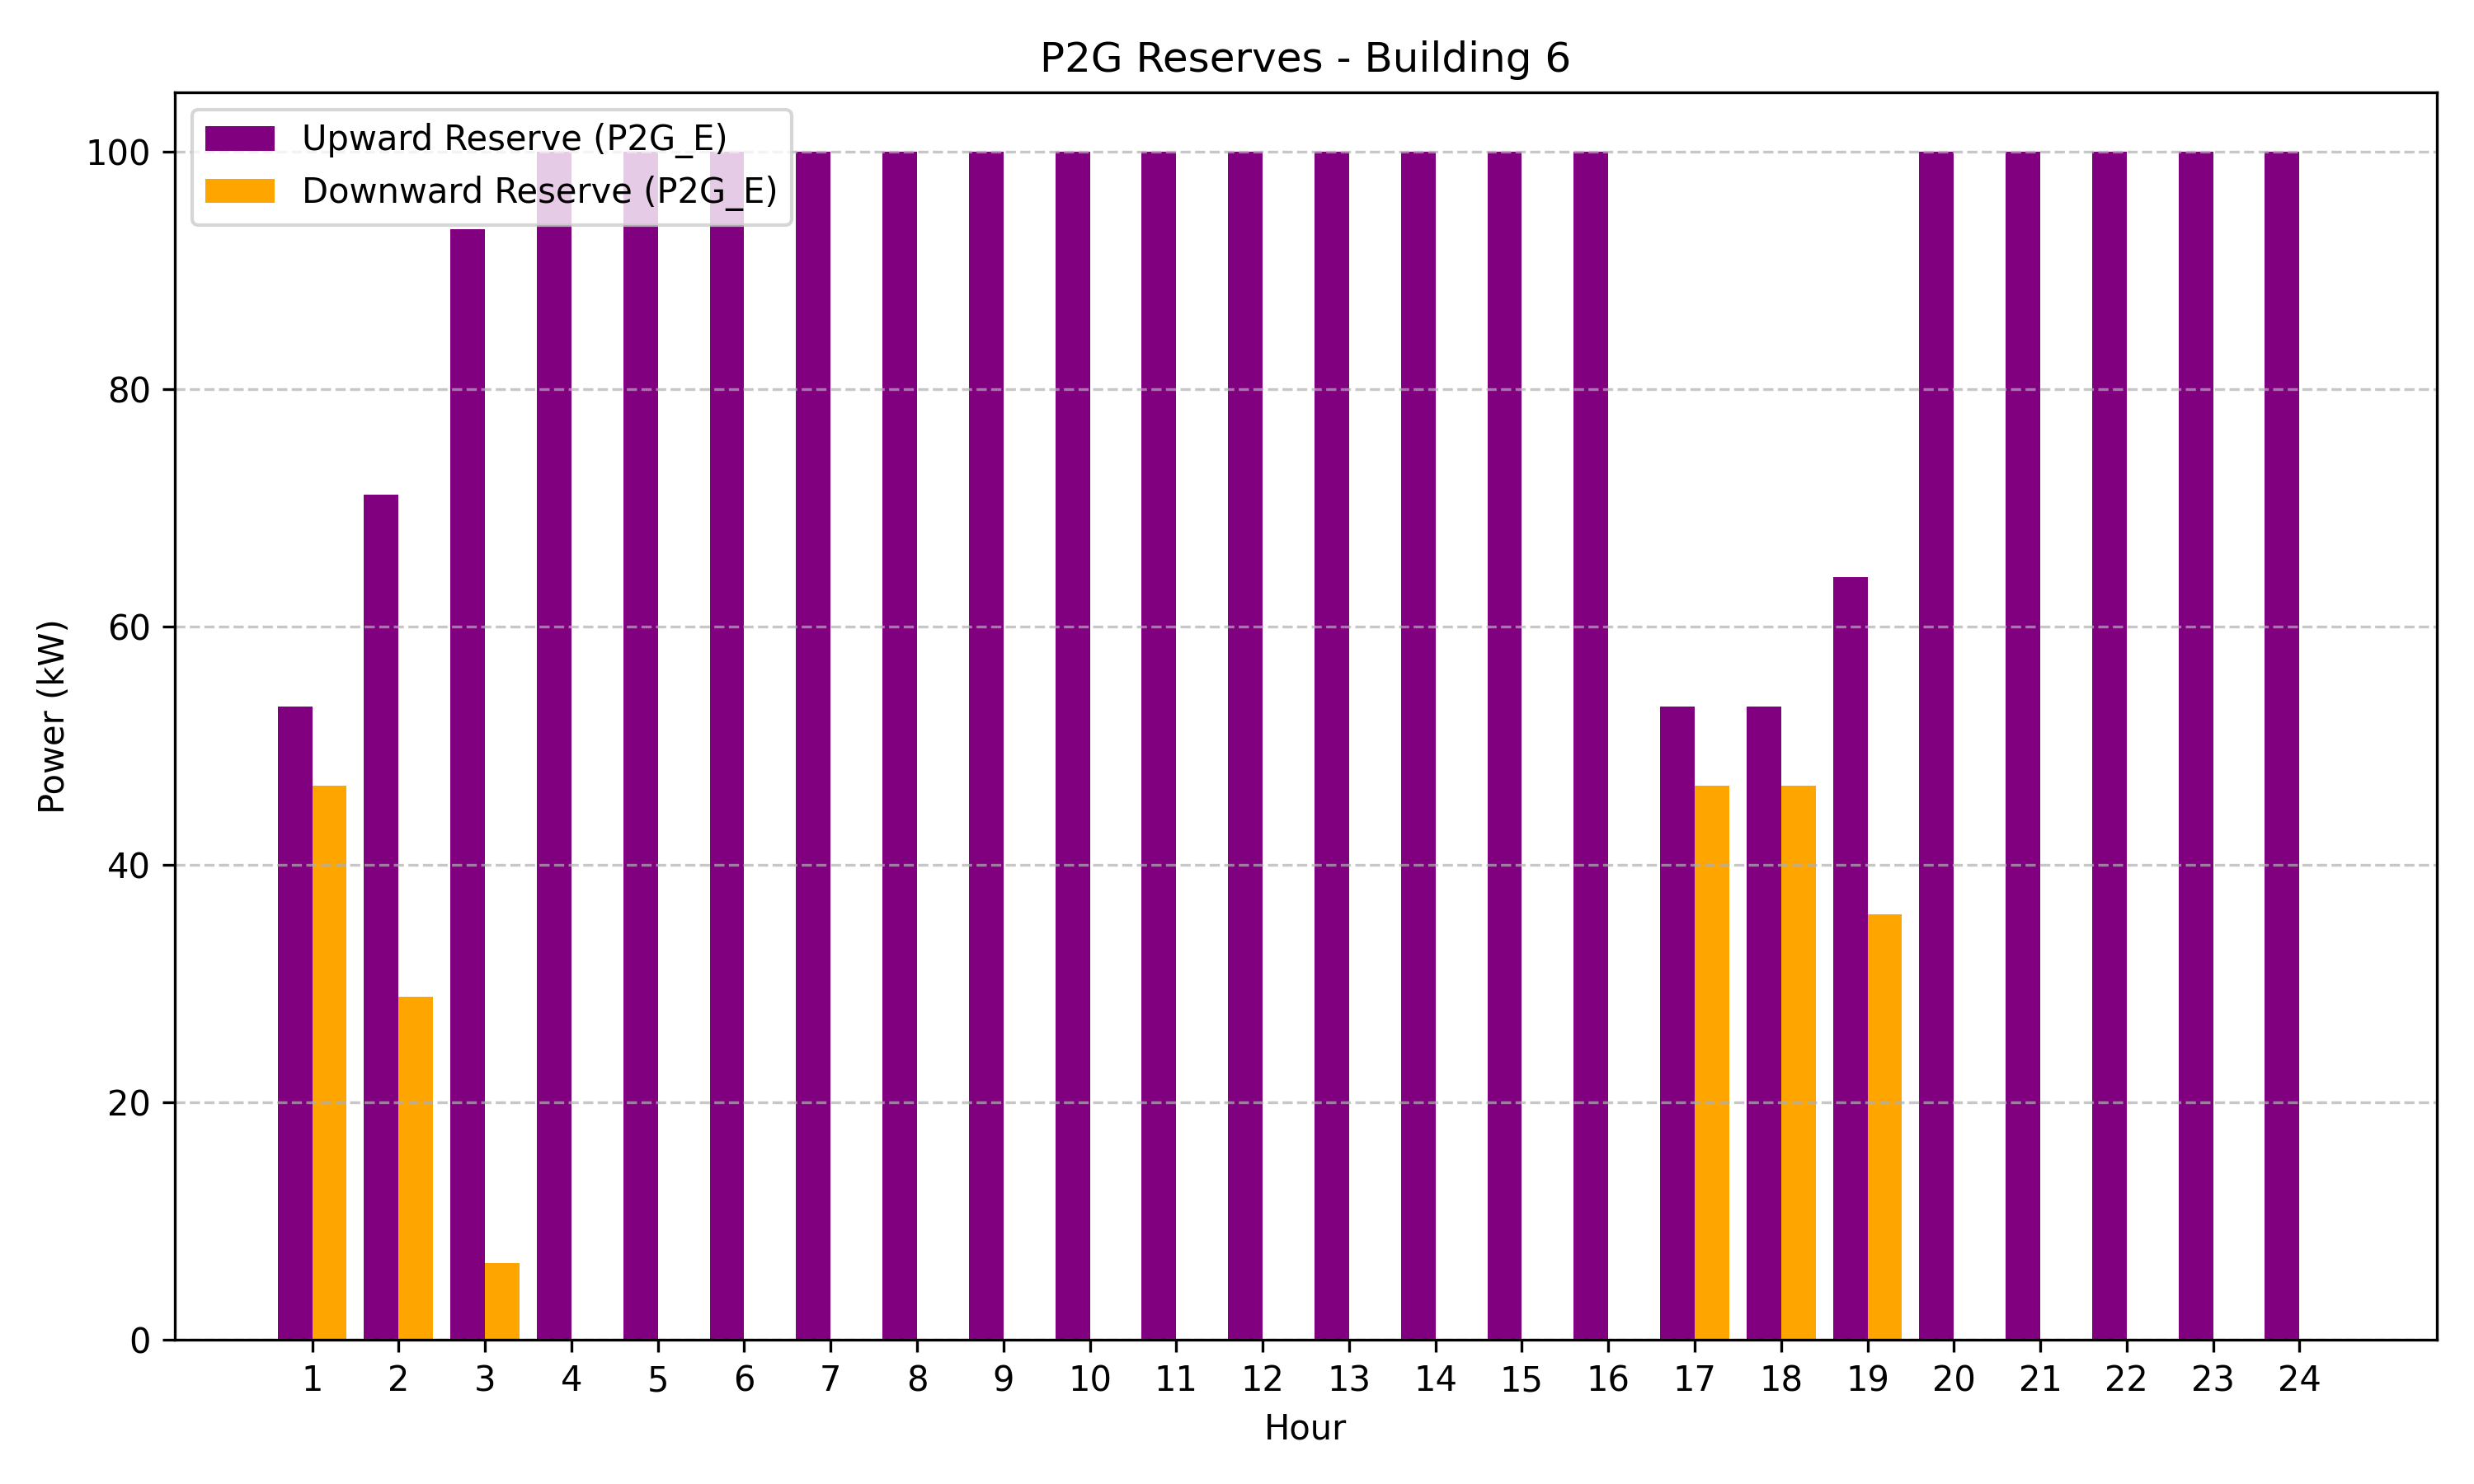 P2G Reserves - Building 6
Upward Reserve (P2G_E)
Downward Reserve (P2G_E)
100
80
60
40
20
0
Power (kW)
1 2 3 4 5 6 7 8 9 10 11 12 13 14 15 16 17 18 19 20 21 22 23 24
Hour